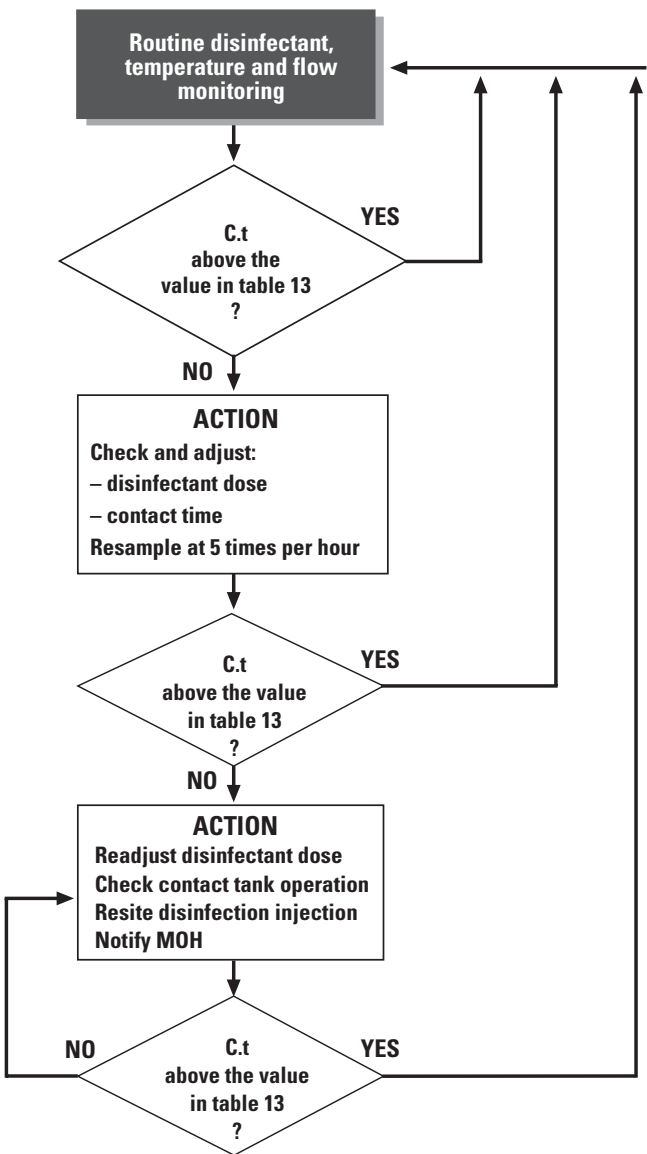 Routine disinfectant,
temperature and flow
monitoring
YES
C.t
above the
value in table 13
?
NO
ACTION
Check and adjust:
– disinfectant dose
– contact time
Resample at 5 times per hour
YES
C.t
above the value
in table 13
?
NO
ACTION
Readjust disinfectant dose
Check contact tank operation
Resite disinfection injection
Notify MOH
NO
YES
C.t
above the value
in table 13
?